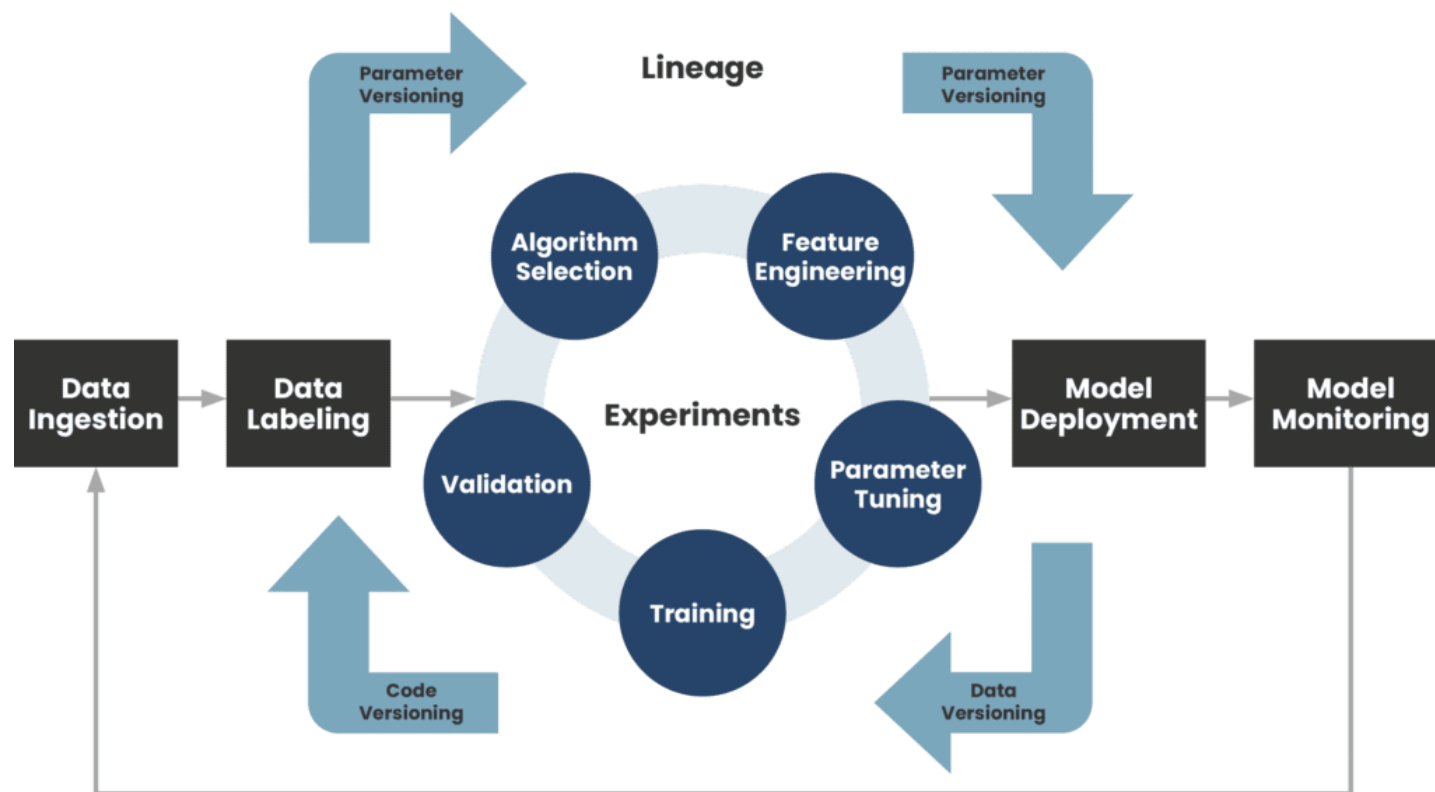 Parameter
Versioning
Lineage
Parameter
Versioning
Algorithm
Selection
Feature
Engineering
Data
Ingestion
Data
Labeling
Experiments
Model
Deployment
Model
Monitoring
Validation
Parameter
Tuning
Training
Code
Versioning
Data
Versioning